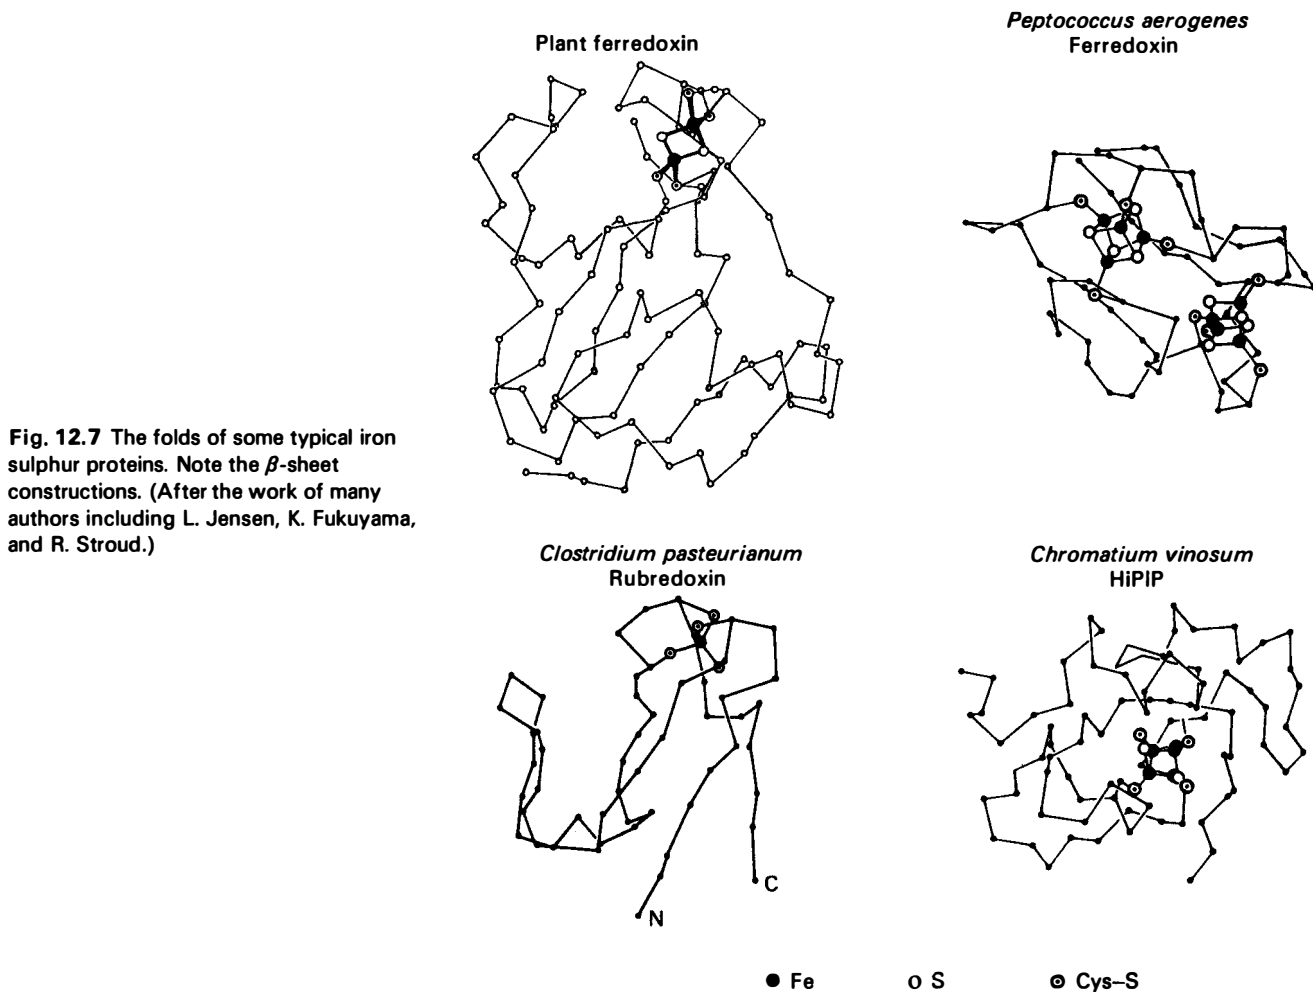 Plant ferredoxin
Peptococcus aerogenes
Ferredoxin
Fig. 12.7 The folds of some typical iron
sulphur proteins. Note the β-sheet
constructions. (After the work of many
authors including L. Jensen, K. Fukuyama,
and R. Stroud.)
Clostridium pasteurianum
Rubredoxin
Chromatium vinosum
HiPIP
C
N
Fe
S
Cys–S